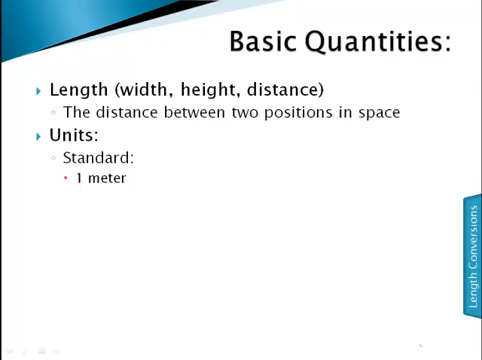 Basic Quantities:
Length (width, height, distance)
The distance between two positions in space
Units:
Standard:
1 meter
Length Conversions